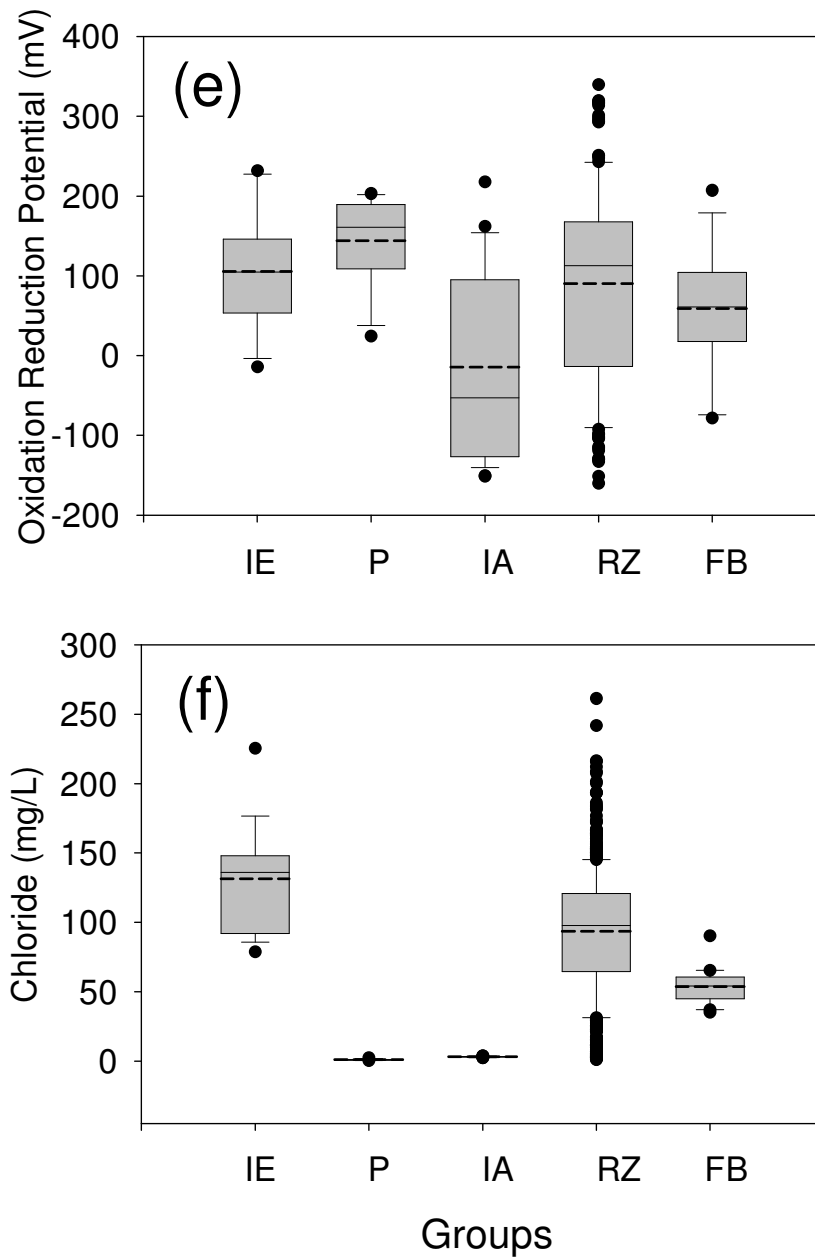 (e)
Oxidation Reduction Potential (mV)
400
300
200
100
0
-100
-200
IE P IA RZ FB
(f)
Chloride (mg/L)
300
250
200
150
100
50
0
IE P IA RZ FB
Groups